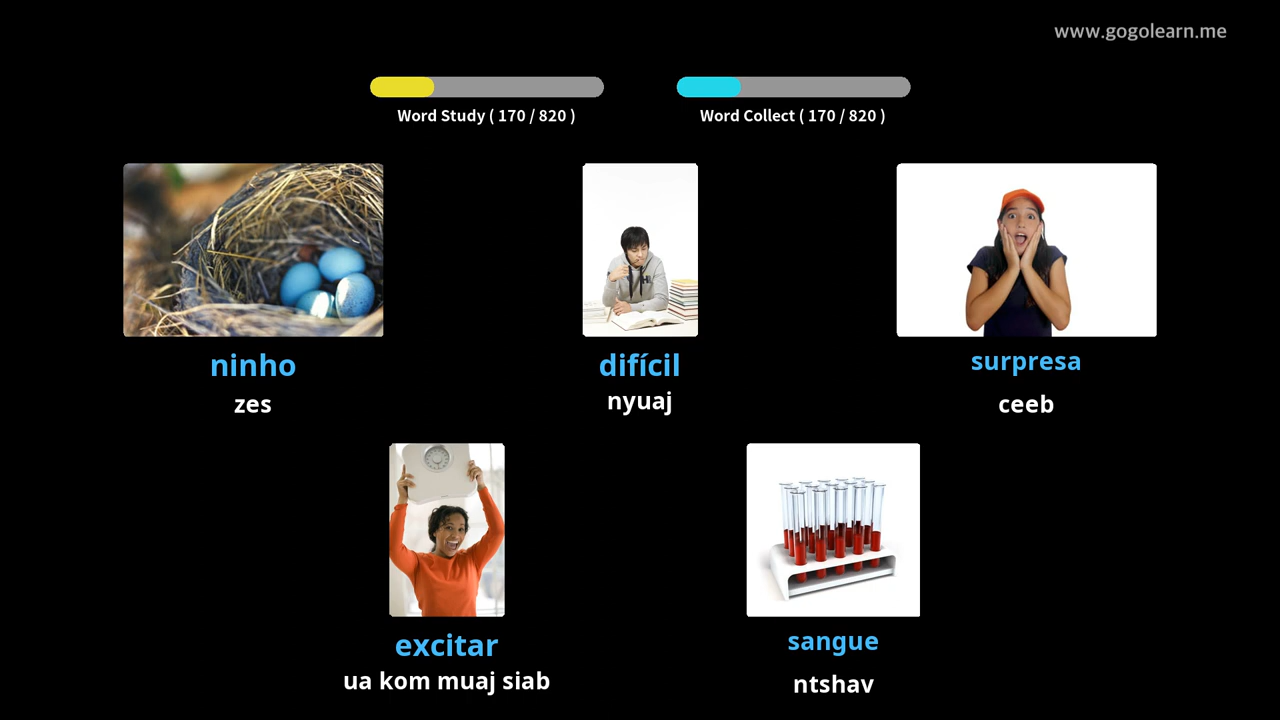 www.gogolearn.me
Word Study ( 170 / 820 )
Word Collect ( 170 / 820 )
ninho
zes
difícil
nyuaj
surpresa
ceeb
excitar
ua kom muaj siab
sangue
ntshav